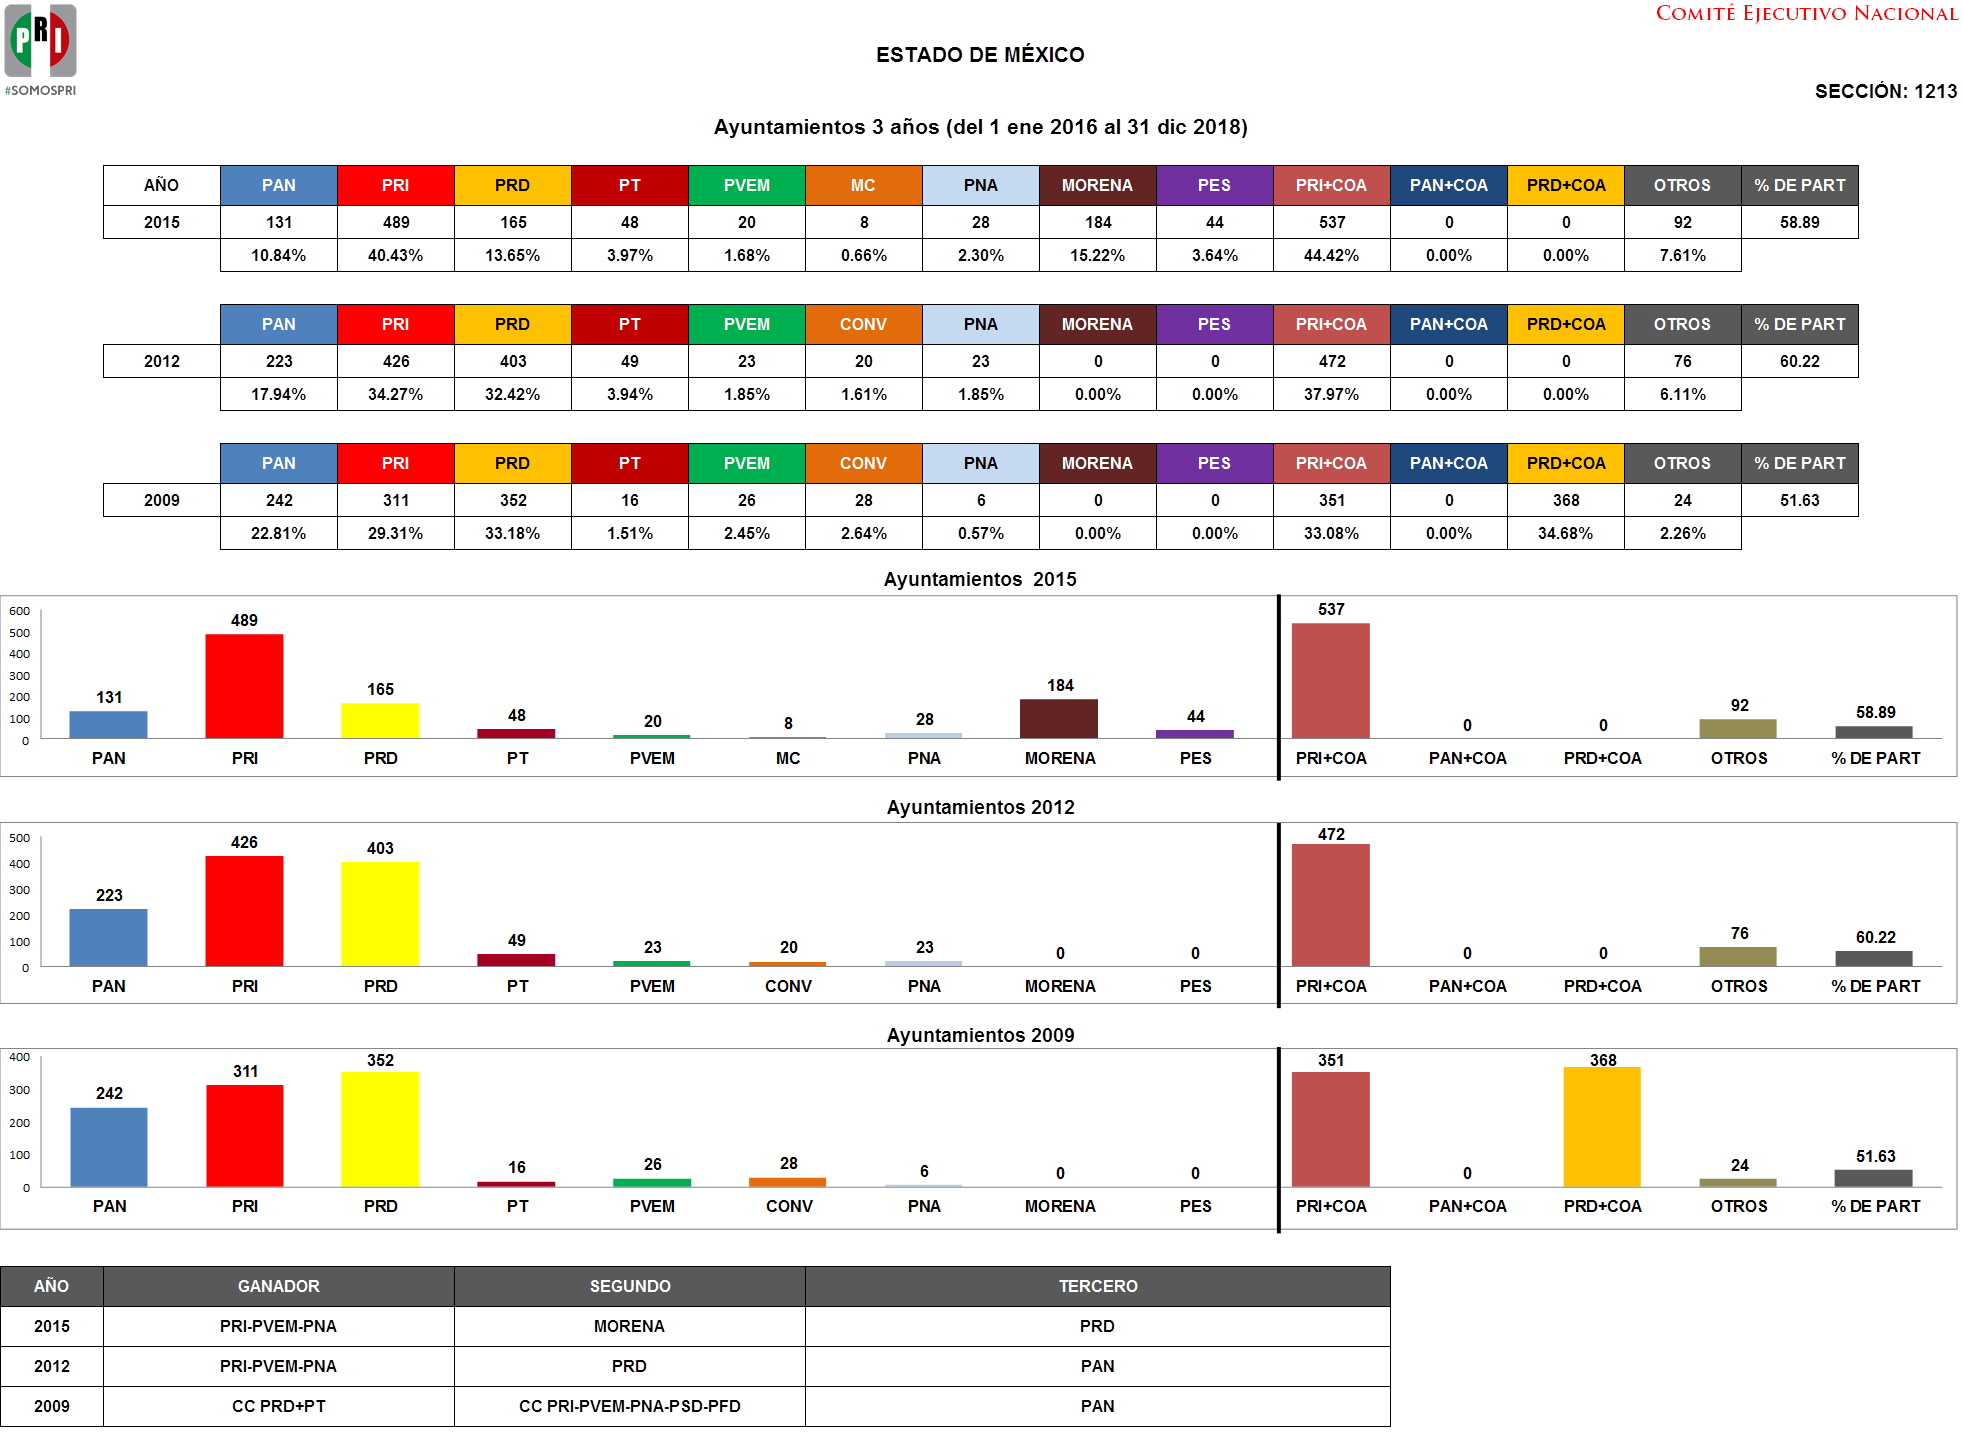 PRI
#SOMOSPRI
COMITÉ EJECUTIVO NACIONAL
ESTADO DE MÉXICO
SECCIÓN: 1213
Ayuntamientos 3 años (del 1 ene 2016 al 31 dic 2018)
AÑO PAN PRI PRD PT PVEM MC PNA MORENA PES PRI+COA PAN+COA PRD+COA OTROS % DE PART
2015 131 489 165 48 20 8 28 184 44 537 0 0 92 58.89
10.84% 40.43% 13.65% 3.97% 1.68% 0.66% 2.30% 15.22% 3.64% 44.42% 0.00% 0.00% 7.61%
PAN PRI PRD PT PVEM CONV PNA MORENA PES PRI+COA PAN+COA PRD+COA OTROS % DE PART
2012 223 426 403 49 23 20 23 0 0 472 0 0 76 60.22
17.94% 34.27% 32.42% 3.94% 1.85% 1.61% 1.85% 0.00% 0.00% 37.97% 0.00% 0.00% 6.11%
PAN PRI PRD PT PVEM CONV PNA MORENA PES PRI+COA PAN+COA PRD+COA OTROS % DE PART
2009 242 311 352 16 26 28 6 0 0 351 0 368 24 51.63
22.81% 29.31% 33.18% 1.51% 2.45% 2.64% 0.57% 0.00% 0.00% 33.08% 0.00% 34.68% 2.26%
Ayuntamientos 2015
600
500
400
300
200
100
0
131 489 165 48 20 8 28 184 44 537 0 0 92 58.89
PAN PRI PRD PT PVEM MC PNA MORENA PES PRI+COA PAN+COA PRD+COA OTROS % DE PART
Ayuntamientos 2012
500
400
300
200
100
0
223 426 403 49 23 20 23 0 0 472 0 0 76 60.22
PAN PRI PRD PT PVEM CONV PNA MORENA PES PRI+COA PAN+COA PRD+COA OTROS % DE PART
Ayuntamientos 2009
400
300
200
100
0
242 311 352 16 26 28 6 0 0 351 0 368 24 51.63
PAN PRI PRD PT PVEM CONV PNA MORENA PES PRI+COA PAN+COA PRD+COA OTROS % DE PART
AÑO GANADOR SEGUNDO TERCERO
2015 PRI-PVEM-PNA MORENA PRD
2012 PRI-PVEM-PNA PRD PAN
2009 CC PRD+PT CC PRI-PVEM-PNA-PSD-PFD PAN